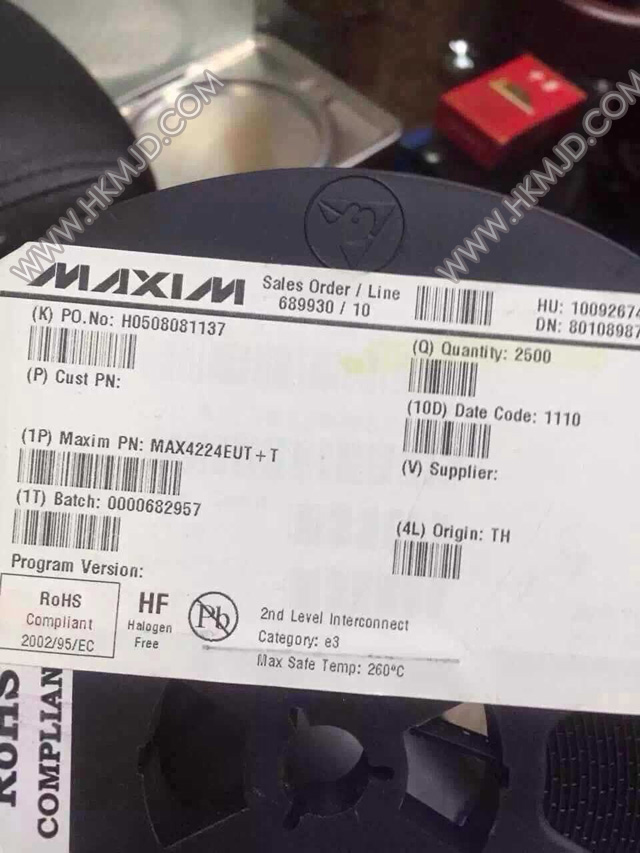 WWW.HKMJD.COM
WWW.HKMJD.COM
MAXIM
Sales Order / Line
689930 / 10
HU: 10092674
DN: 80108987
(K) PO.No: H0508081137
(Q) Quantity: 2500
(P) Cust PN:
(10D) Date Code: 1110
(1P) Maxim PN: MAX4224EUT+T
(V) Supplier:
(1T) Batch: 0000682957
(4L) Origin: TH
Program Version:
RoHS
Compliant
2002/95/EC
HF
Halogen
Free
Pb
2nd Level Interconnect
Category: e3
Max Safe Temp: 260°C
RoHS
COMPLIAN